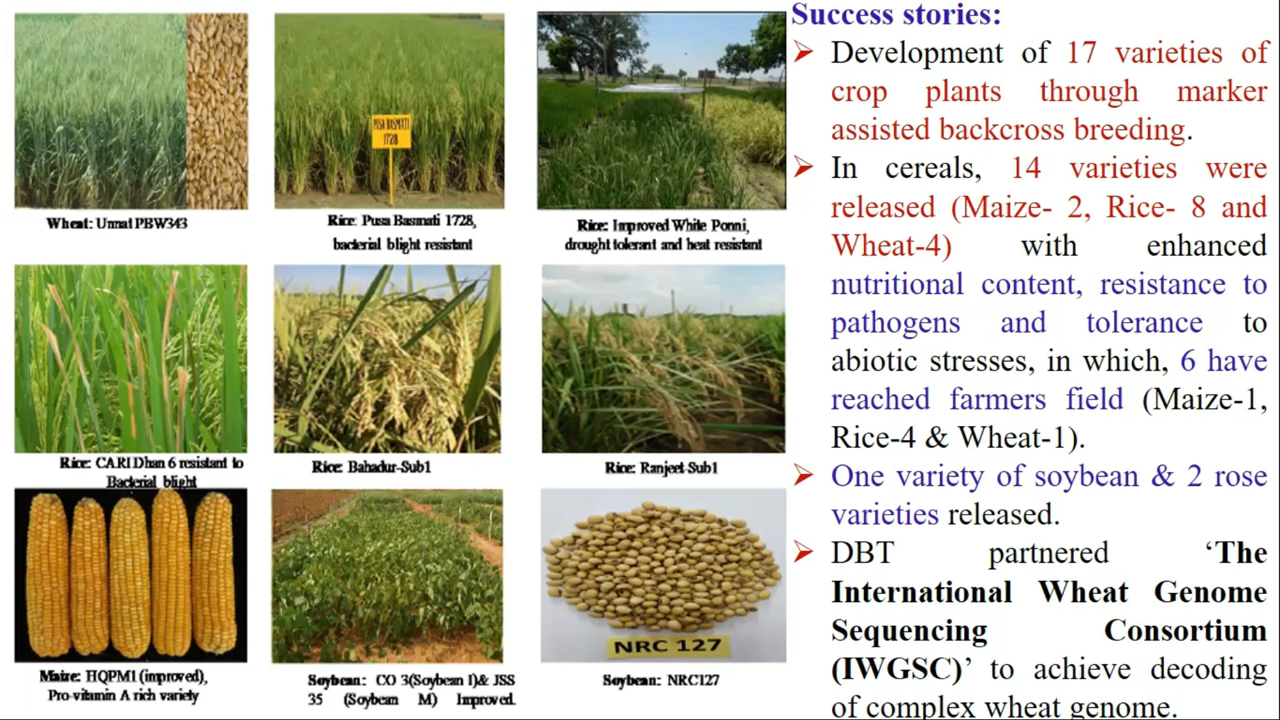 Wheat: Unnat PBW343
PUSA BASMATI
1728
Rice: Pusa Basmati 1728,
bacterial blight resistant
Rice: Improved White Ponni,
drought tolerant and heat resistant
Rice: CARI Dhan 6 resistant to
Bacterial blight
Rice: Bahadur-Sub1
Rice: Ranjeet-Sub1
Maize: HQPM1 (improved),
Pro-vitamin A rich variety
Soybean: CO 3(Soybean I)& JSS
35 (Soybean M) Improved.
NRC 127
Soybean: NRC127
Success stories:
➤ Development of 17 varieties of
crop plants through marker
assisted backcross breeding.
➤ In cereals, 14 varieties were
released (Maize- 2, Rice- 8 and
Wheat-4) with enhanced
nutritional content, resistance to
pathogens and tolerance to
abiotic stresses, in which, 6 have
reached farmers field (Maize-1,
Rice-4 & Wheat-1).
➤ One variety of soybean & 2 rose
varieties released.
➤ DBT partnered ‘The
International Wheat Genome
Sequencing Consortium
(IWGSC)’ to achieve decoding
of complex wheat genome.